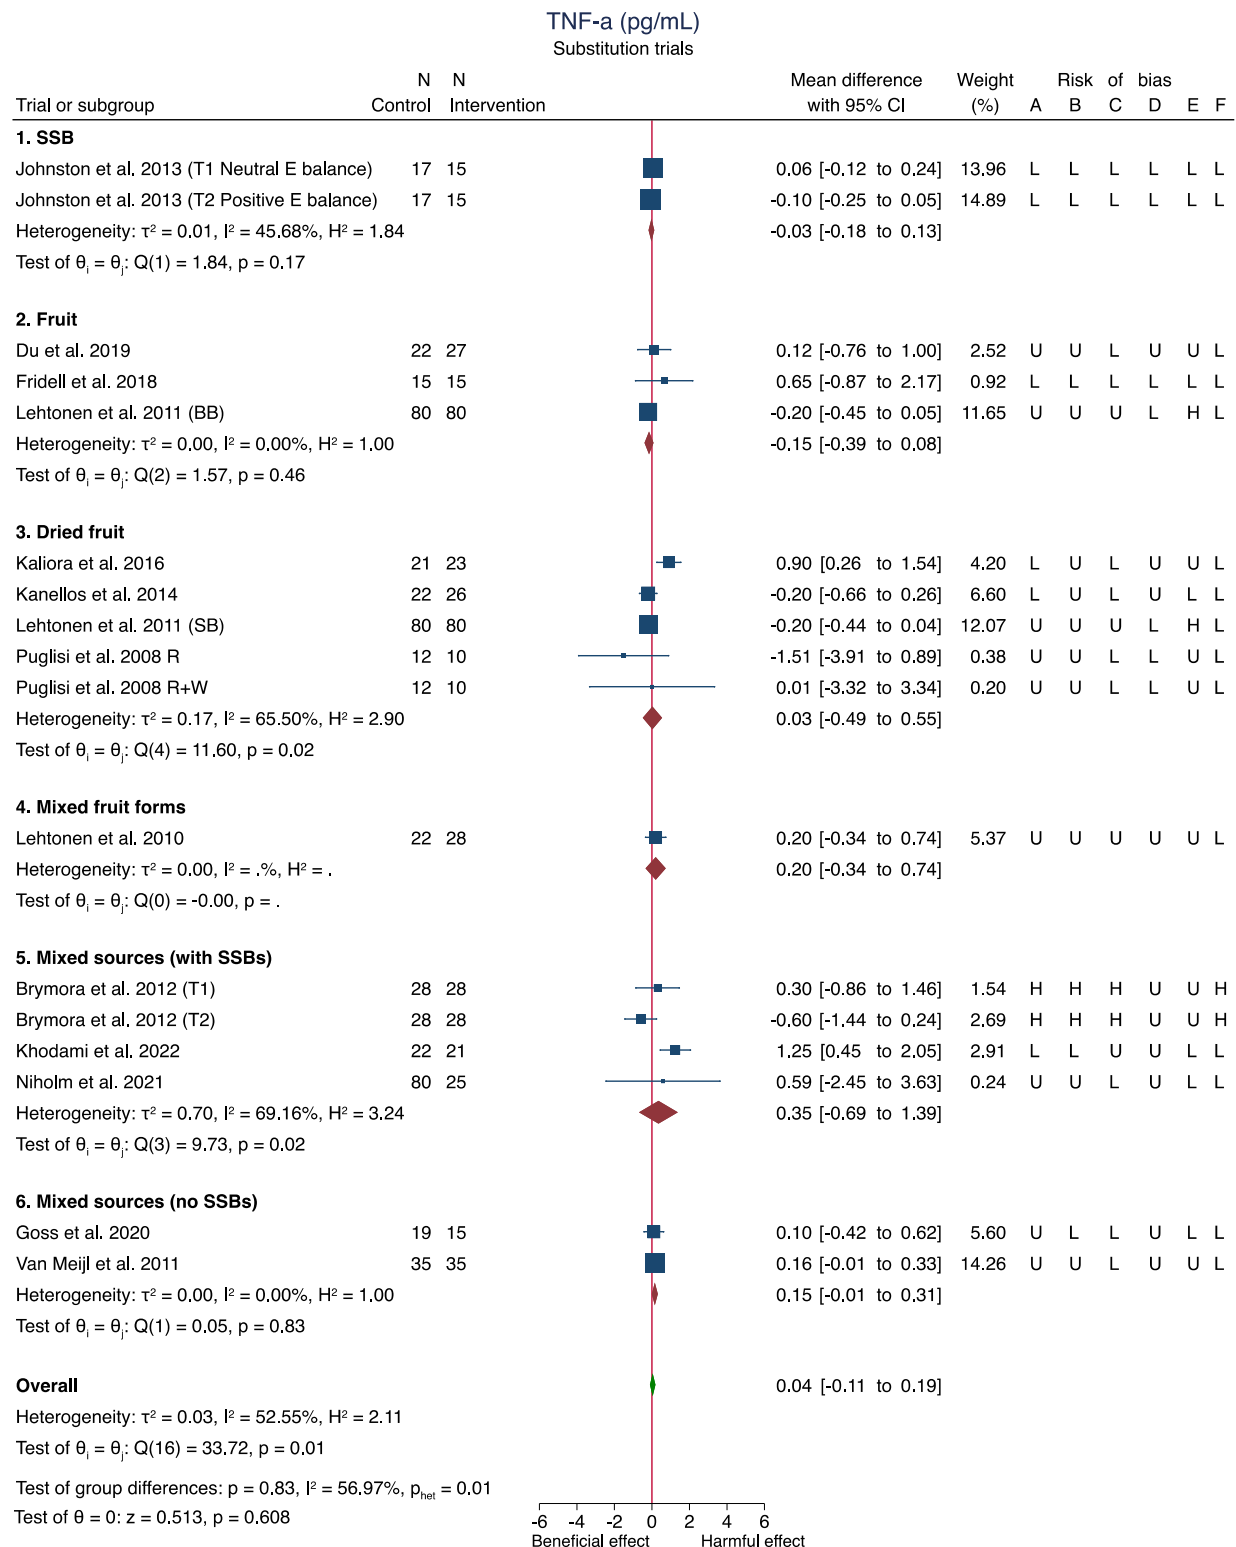 TNF-a (pg/mL)
Substitution trials
N N Mean difference Weight Risk of bias
Trial or subgroup Control Intervention with 95% CI (%) A B C D E F
1. SSB
Johnston et al. 2013 (T1 Neutral E balance) 17 15 0.06 [-0.12 to 0.24] 13.96 L L L L L L
Johnston et al. 2013 (T2 Positive E balance) 17 15 -0.10 [-0.25 to 0.05] 14.89 L L L L L L
Heterogeneity: τ² = 0.01, I² = 45.68%, H² = 1.84 -0.03 [-0.18 to 0.13]
Test of θᵢ = θⱼ: Q(1) = 1.84, p = 0.17
2. Fruit
Du et al. 2019 22 27 0.12 [-0.76 to 1.00] 2.52 U U L U U L
Fridell et al. 2018 15 15 0.65 [-0.87 to 2.17] 0.92 L L L L L L
Lehtonen et al. 2011 (BB) 80 80 -0.20 [-0.45 to 0.05] 11.65 U U U L H L
Heterogeneity: τ² = 0.00, I² = 0.00%, H² = 1.00 -0.15 [-0.39 to 0.08]
Test of θᵢ = θⱼ: Q(2) = 1.57, p = 0.46
3. Dried fruit
Kaliora et al. 2016 21 23 0.90 [0.26 to 1.54] 4.20 L U L U U L
Kanellos et al. 2014 22 26 -0.20 [-0.66 to 0.26] 6.60 L U L U L L
Lehtonen et al. 2011 (SB) 80 80 -0.20 [-0.44 to 0.04] 12.07 U U U L H L
Puglisi et al. 2008 R 12 10 -1.51 [-3.91 to 0.89] 0.38 U U L L U L
Puglisi et al. 2008 R+W 12 10 0.01 [-3.32 to 3.34] 0.20 U U L L U L
Heterogeneity: τ² = 0.17, I² = 65.50%, H² = 2.90 0.03 [-0.49 to 0.55]
Test of θᵢ = θⱼ: Q(4) = 11.60, p = 0.02
4. Mixed fruit forms
Lehtonen et al. 2010 22 28 0.20 [-0.34 to 0.74] 5.37 U U U U U L
Heterogeneity: τ² = 0.00, I² = .%, H² = . 0.20 [-0.34 to 0.74]
Test of θᵢ = θⱼ: Q(0) = -0.00, p = .
5. Mixed sources (with SSBs)
Brymora et al. 2012 (T1) 28 28 0.30 [-0.86 to 1.46] 1.54 H H H U U H
Brymora et al. 2012 (T2) 28 28 -0.60 [-1.44 to 0.24] 2.69 H H H U U H
Khodami et al. 2022 22 21 1.25 [0.45 to 2.05] 2.91 L L U U L L
Niholm et al. 2021 80 25 0.59 [-2.45 to 3.63] 0.24 U U L U L L
Heterogeneity: τ² = 0.70, I² = 69.16%, H² = 3.24 0.35 [-0.69 to 1.39]
Test of θᵢ = θⱼ: Q(3) = 9.73, p = 0.02
6. Mixed sources (no SSBs)
Goss et al. 2020 19 15 0.10 [-0.42 to 0.62] 5.60 U L L U L L
Van Meijl et al. 2011 35 35 0.16 [-0.01 to 0.33] 14.26 U U L U U L
Heterogeneity: τ² = 0.00, I² = 0.00%, H² = 1.00 0.15 [-0.01 to 0.31]
Test of θᵢ = θⱼ: Q(1) = 0.05, p = 0.83
Overall 0.04 [-0.11 to 0.19]
Heterogeneity: τ² = 0.03, I² = 52.55%, H² = 2.11
Test of θᵢ = θⱼ: Q(16) = 33.72, p = 0.01
Test of group differences: p = 0.83, I² = 56.97%, p_het = 0.01
Test of θ = 0: z = 0.513, p = 0.608
-6 -4 -2 0 2 4 6
Beneficial effect Harmful effect